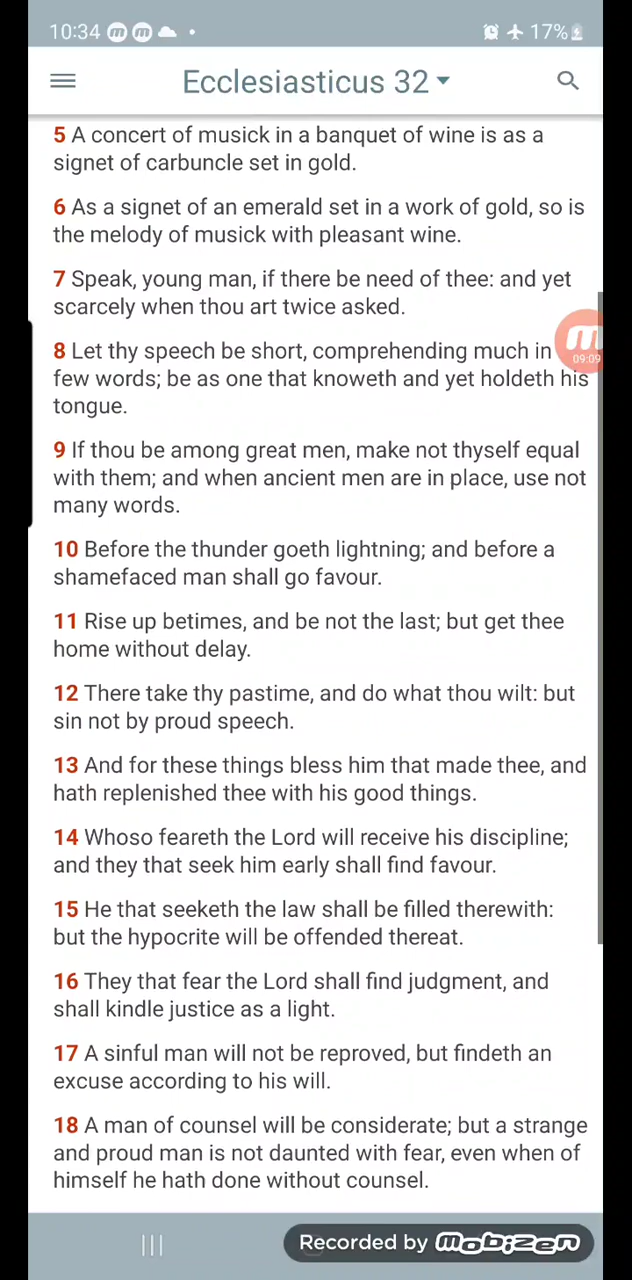 10:34
17%
Ecclesiasticus 32
5 A concert of musick in a banquet of wine is as a
signet of carbuncle set in gold.
6 As a signet of an emerald set in a work of gold, so is
the melody of musick with pleasant wine.
7 Speak, young man, if there be need of thee: and yet
scarcely when thou art twice asked.
8 Let thy speech be short, comprehending much in
few words; be as one that knoweth and yet holdeth his
tongue.
09:09
9 If thou be among great men, make not thyself equal
with them; and when ancient men are in place, use not
many words.
10 Before the thunder goeth lightning; and before a
shamefaced man shall go favour.
11 Rise up betimes, and be not the last; but get thee
home without delay.
12 There take thy pastime, and do what thou wilt: but
sin not by proud speech.
13 And for these things bless him that made thee, and
hath replenished thee with his good things.
14 Whoso feareth the Lord will receive his discipline;
and they that seek him early shall find favour.
15 He that seeketh the law shall be filled therewith:
but the hypocrite will be offended thereat.
16 They that fear the Lord shall find judgment, and
shall kindle justice as a light.
17 A sinful man will not be reproved, but findeth an
excuse according to his will.
18 A man of counsel will be considerate; but a strange
and proud man is not daunted with fear, even when of
himself he hath done without counsel.
Recorded by mobizen